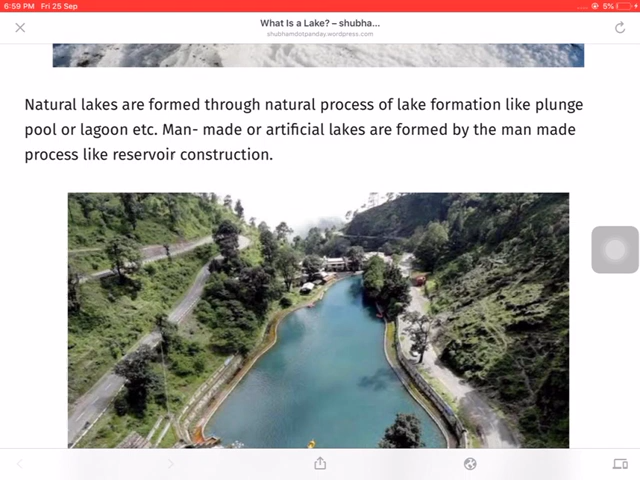 6:59 PM Fri 25 Sep
5%
What Is a Lake? – shubha...
shubhamdotpanday.wordpress.com
Natural lakes are formed through natural process of lake formation like plunge
pool or lagoon etc. Man- made or artificial lakes are formed by the man made
process like reservoir construction.